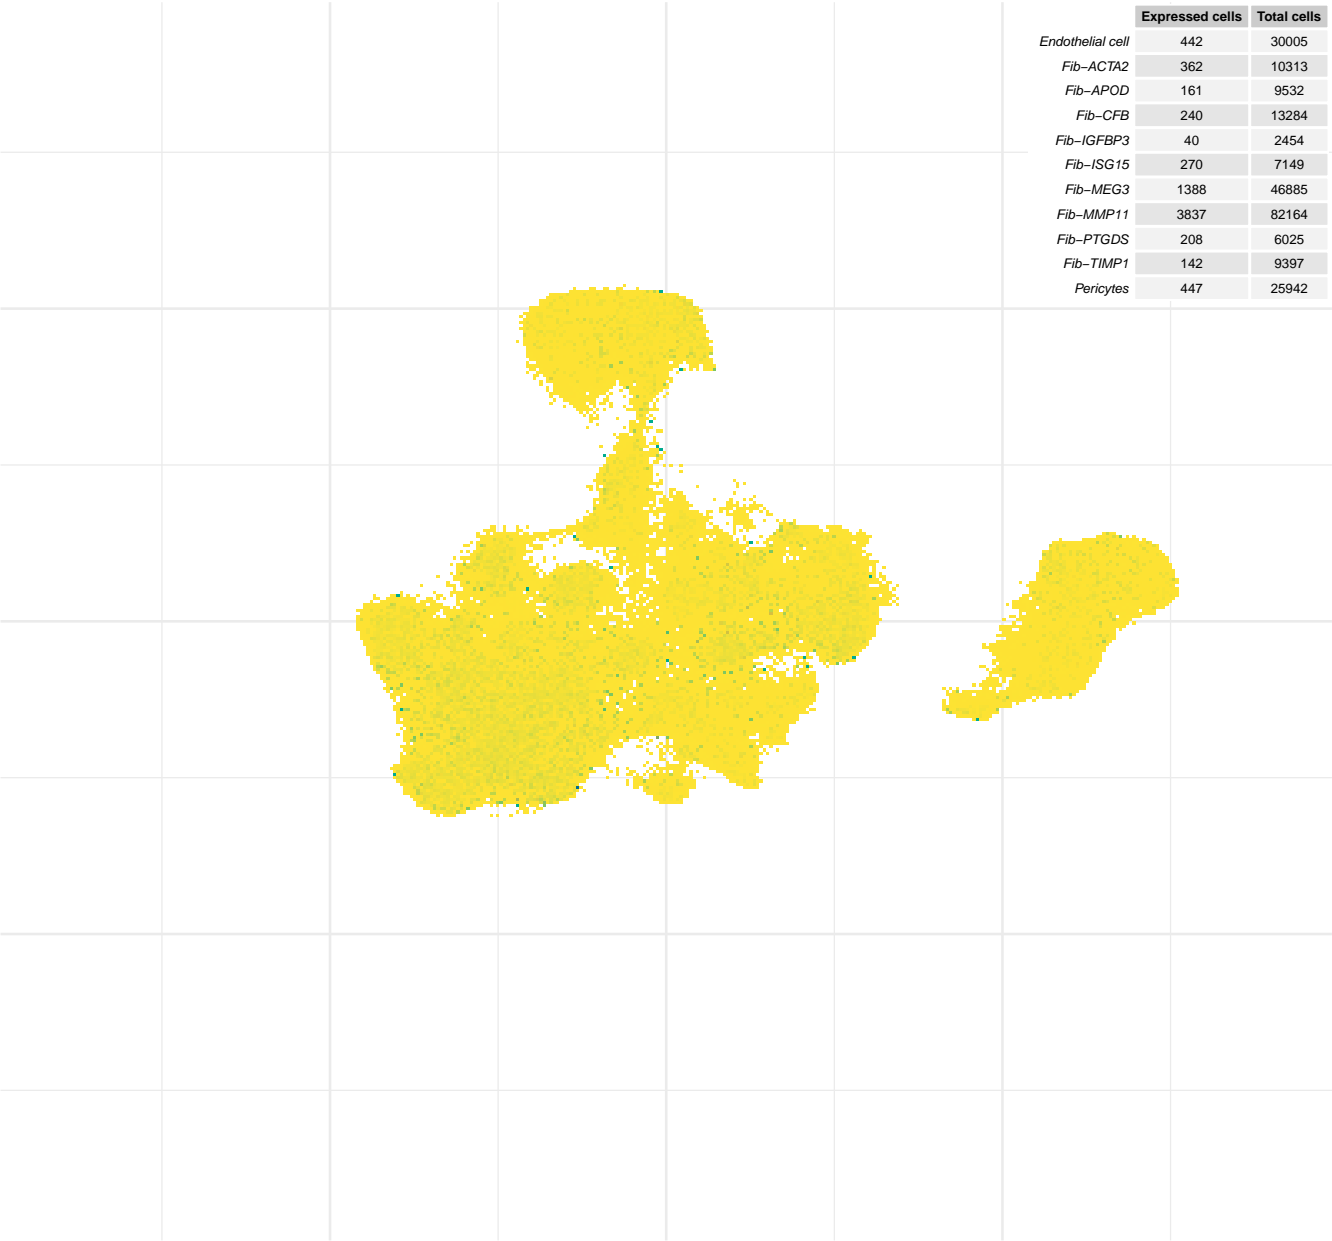 Expressed cells Total cells
Endothelial cell 442 30005
Fib−ACTA2 362 10313
Fib−APOD 161 9532
Fib−CFB 240 13284
Fib−IGFBP3 40 2454
Fib−ISG15 270 7149
Fib−MEG3 1388 46885
Fib−MMP11 3837 82164
Fib−PTGDS 208 6025
Fib−TIMP1 142 9397
Pericytes 447 25942